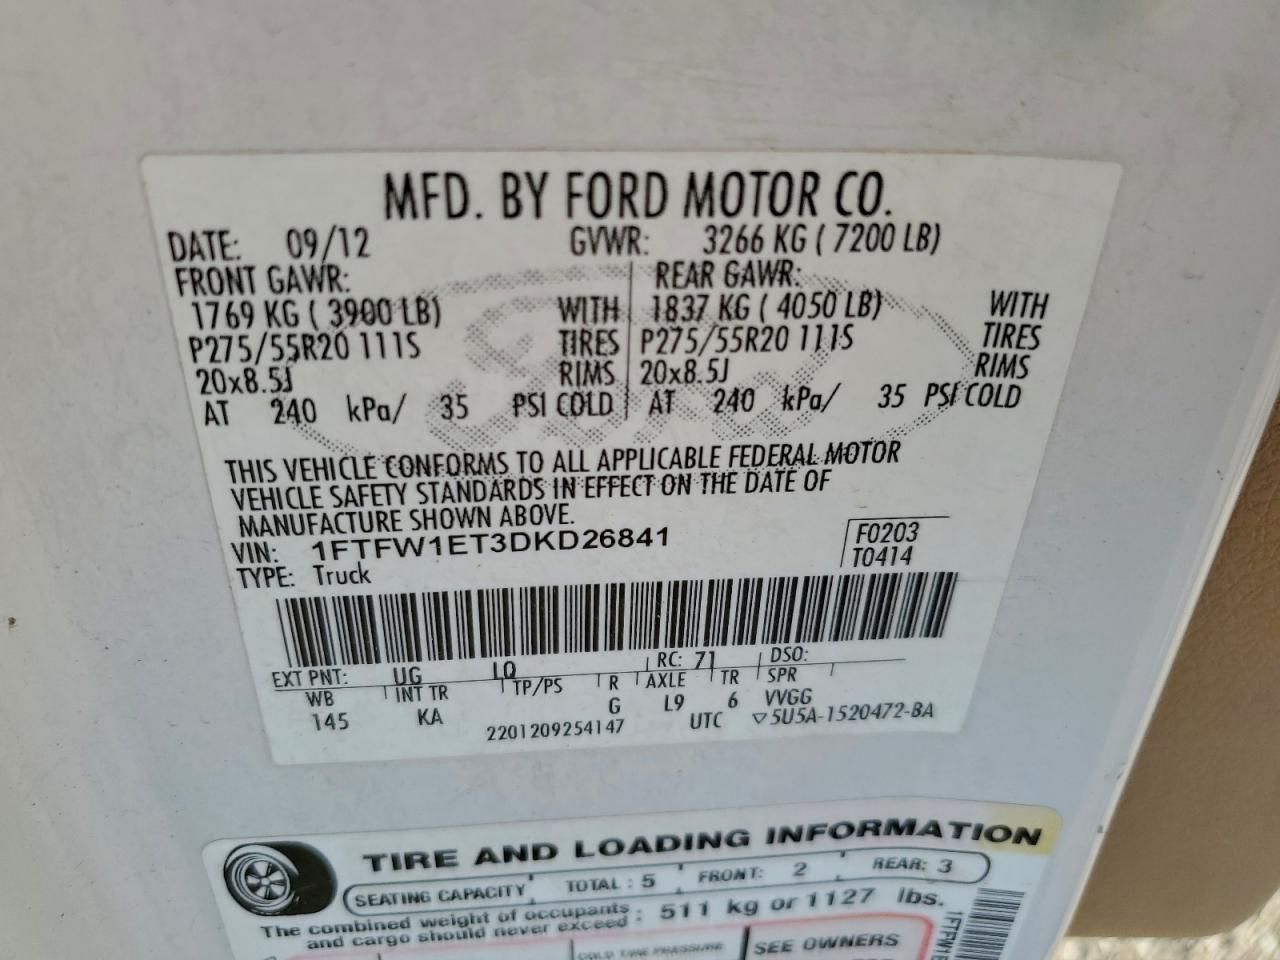 MFD. BY FORD MOTOR CO.
DATE: 09/12 GVWR: 3266 KG ( 7200 LB)
FRONT GAWR: REAR GAWR:
1769 KG ( 3900 LB) WITH 1837 KG ( 4050 LB) WITH
P275/55R20 111S TIRES P275/55R20 111S TIRES
20x8.5J RIMS 20x8.5J RIMS
AT 240 kPa/ 35 PSI COLD AT 240 kPa/ 35 PSI COLD
THIS VEHICLE CONFORMS TO ALL APPLICABLE FEDERAL MOTOR
VEHICLE SAFETY STANDARDS IN EFFECT ON THE DATE OF
MANUFACTURE SHOWN ABOVE.
VIN: 1FTFW1ET3DKD26841 F0203
TYPE: Truck T0414
EXT PNT: UG LQ RC: 71 DSO:
WB INT TR TP/PS R AXLE TR SPR
145 KA G L9 6 VVGG
2201209254147 UTC ▽5U5A-1520472-BA
TIRE AND LOADING INFORMATION
SEATING CAPACITY TOTAL : 5 FRONT: 2 REAR: 3
The combined weight of occupants : 511 kg or 1127 lbs.
and cargo should never exceed
COLD TIRE PRESSURE SEE OWNERS
1FTFW1E